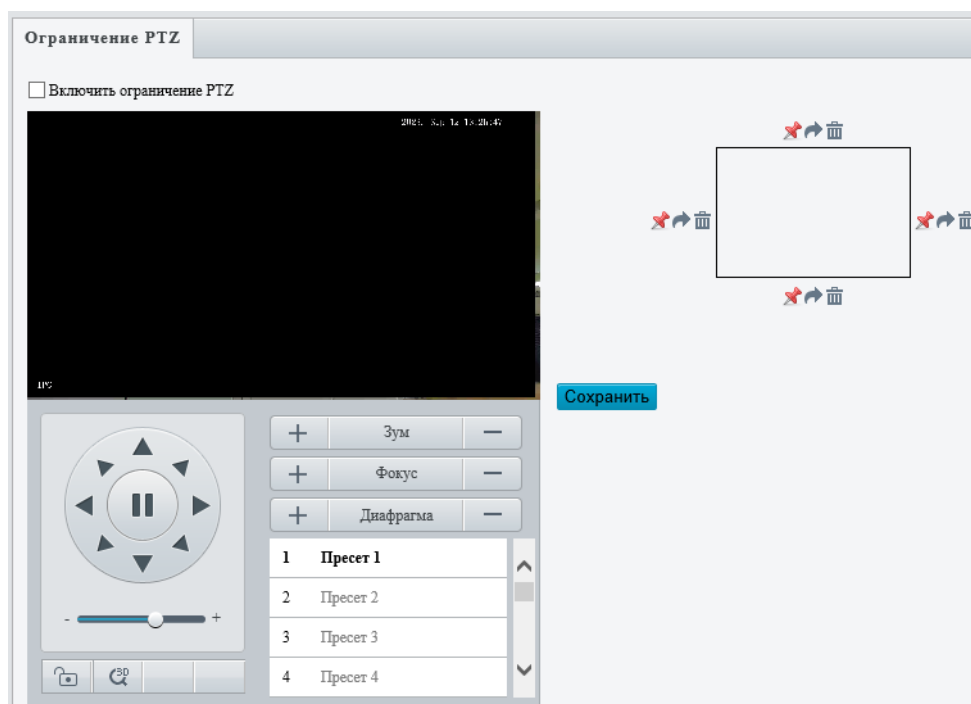 Ограничение PTZ
Включить ограничение PTZ
Сохранить
Зум
Фокус
Диафрагма
1 Пресет 1
2 Пресет 2
3 Пресет 3
4 Пресет 4
- +
3D